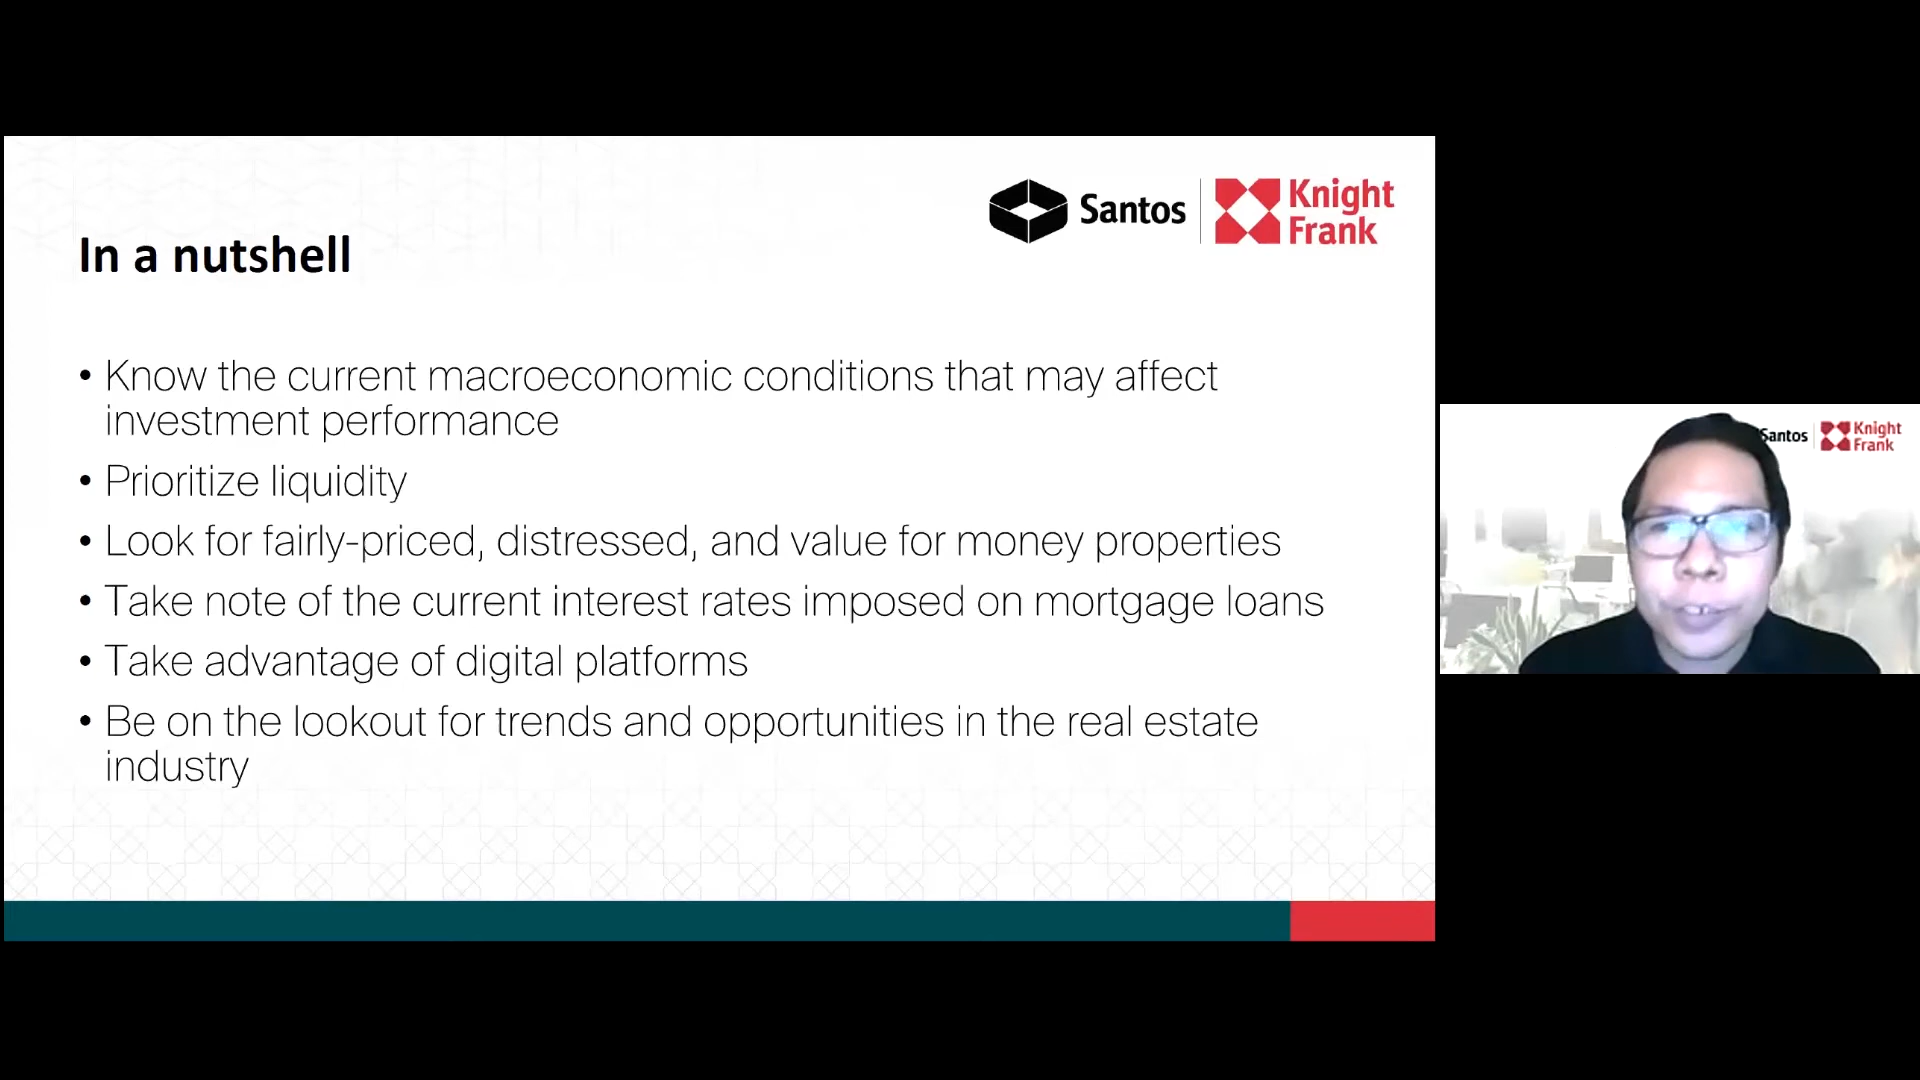 Santos
Knight
Frank
In a nutshell
• Know the current macroeconomic conditions that may affect
investment performance
• Prioritize liquidity
• Look for fairly-priced, distressed, and value for money properties
• Take note of the current interest rates imposed on mortgage loans
• Take advantage of digital platforms
• Be on the lookout for trends and opportunities in the real estate
industry
Santos
Knight
Frank